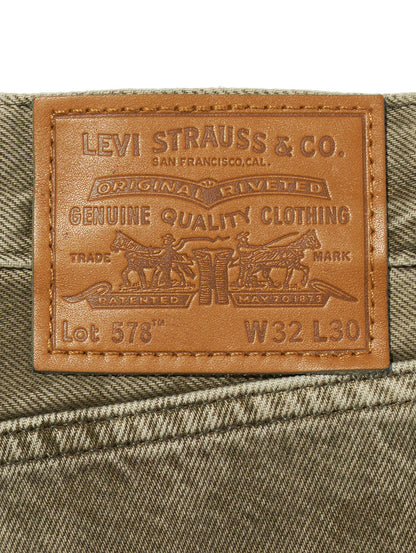 LEVI STRAUSS & CO.
SAN FRANCISCO, CAL.
ORIGINAL RIVETED
GENUINE QUALITY CLOTHING
TRADE MARK
PATENTED MAY 20 1873
Lot 578™ W32 L30